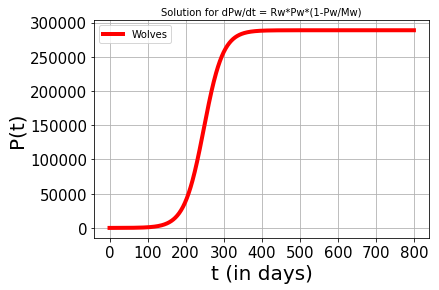 Solution for dPw/dt = Rw*Pw*(1-Pw/Mw)
Wolves
P(t)
300000
250000
200000
150000
100000
50000
0
0 100 200 300 400 500 600 700 800
t (in days)